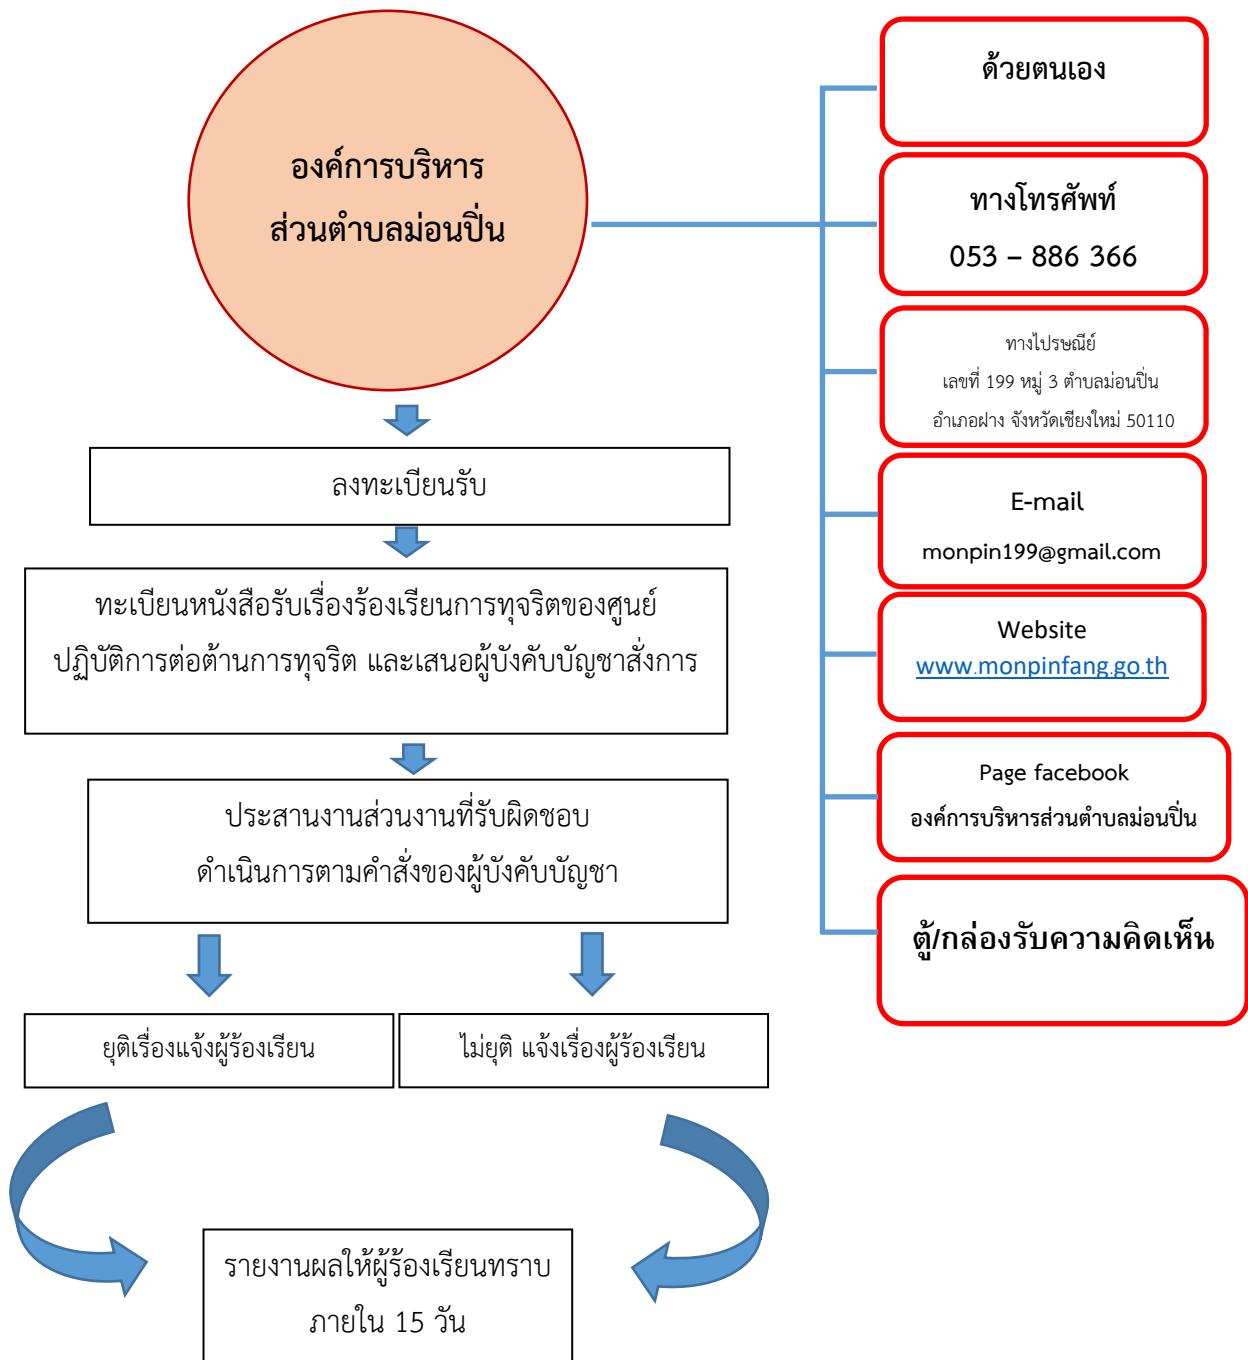 องค์การบริหาร
ส่วนตำบลม่อนปิ่น
ด้วยตนเอง
ทางโทรศัพท์
053 – 886 366
ทางไปรษณีย์
เลขที่ 199 หมู่ 3 ตำบลม่อนปิ่น
อำเภอฝาง จังหวัดเชียงใหม่ 50110
E-mail
monpin199@gmail.com
Website
www.monpinfang.go.th
Page facebook
องค์การบริหารส่วนตำบลม่อนปิ่น
ตู้/กล่องรับความคิดเห็น
ลงทะเบียนรับ
ทะเบียนหนังสือรับเรื่องร้องเรียนการทุจริตของศูนย์
ปฏิบัติการต่อต้านการทุจริต และเสนอผู้บังคับบัญชาสั่งการ
ประสานงานส่วนงานที่รับผิดชอบ
ดำเนินการตามคำสั่งของผู้บังคับบัญชา
ยุติเรื่องแจ้งผู้ร้องเรียน
ไม่ยุติ แจ้งเรื่องผู้ร้องเรียน
รายงานผลให้ผู้ร้องเรียนทราบ
ภายใน 15 วัน